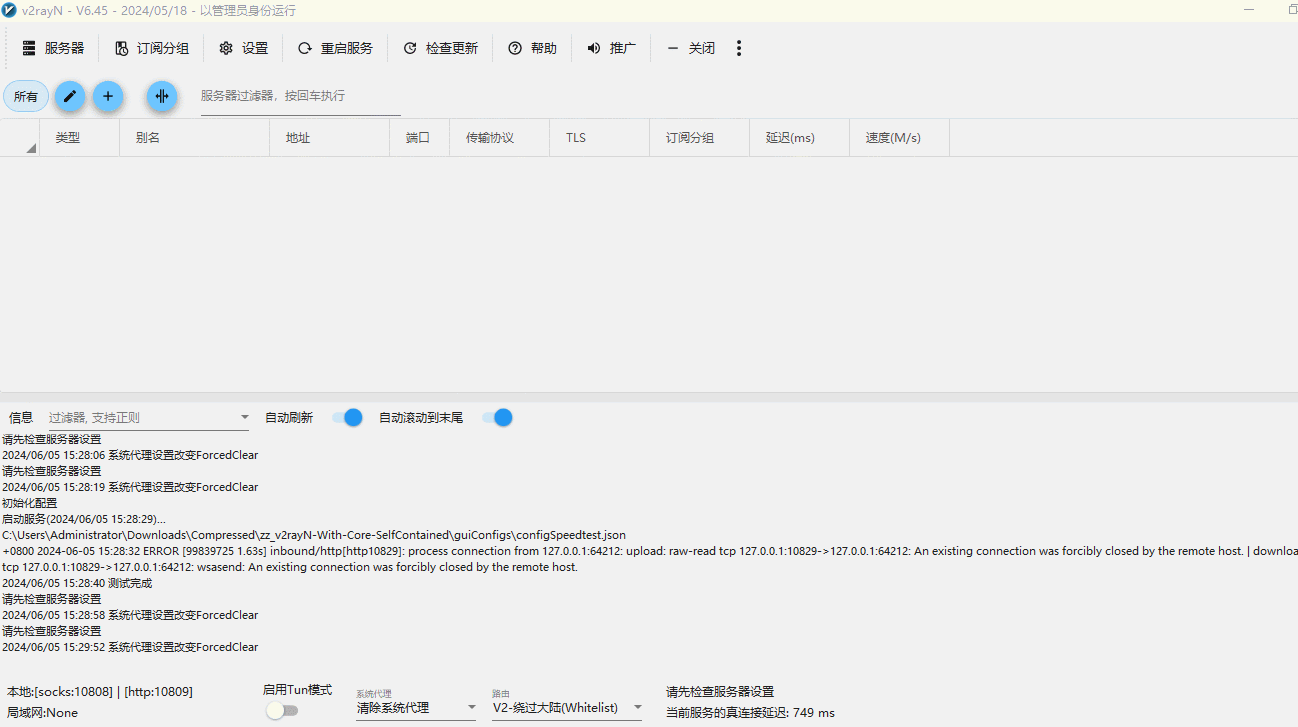 v2rayN - V6.45 - 2024/05/18 - 以管理员身份运行
服务器 订阅分组 设置 重启服务 检查更新 帮助 推广 关闭
所有 服务器过滤器，按回车执行
类型 别名 地址 端口 传输协议 TLS 订阅分组 延迟(ms) 速度(M/s)
信息 过滤器, 支持正则 自动刷新 自动滚动到末尾
请先检查服务器设置
2024/06/05 15:28:06 系统代理设置改变ForcedClear
请先检查服务器设置
2024/06/05 15:28:19 系统代理设置改变ForcedClear
初始化配置
启动服务(2024/06/05 15:28:29)...
C:\Users\Administrator\Downloads\Compressed\zz_v2rayN-With-Core-SelfContained\guiConfigs\configSpeedtest.json
+0800 2024-06-05 15:28:32 ERROR [99839725 1.63s] inbound/http[http10829]: process connection from 127.0.0.1:64212: upload: raw-read tcp 127.0.0.1:10829->127.0.0.1:64212: An existing connection was forcibly closed by the remote host. | downloa
tcp 127.0.0.1:10829->127.0.0.1:64212: wsasend: An existing connection was forcibly closed by the remote host.
2024/06/05 15:28:40 测试完成
请先检查服务器设置
2024/06/05 15:28:58 系统代理设置改变ForcedClear
请先检查服务器设置
2024/06/05 15:29:52 系统代理设置改变ForcedClear
本地:[socks:10808] | [http:10809] 启用Tun模式 系统代理 路由 请先检查服务器设置
局域网:None 清除系统代理 V2-绕过大陆(Whitelist) 当前服务的真连接延迟: 749 ms